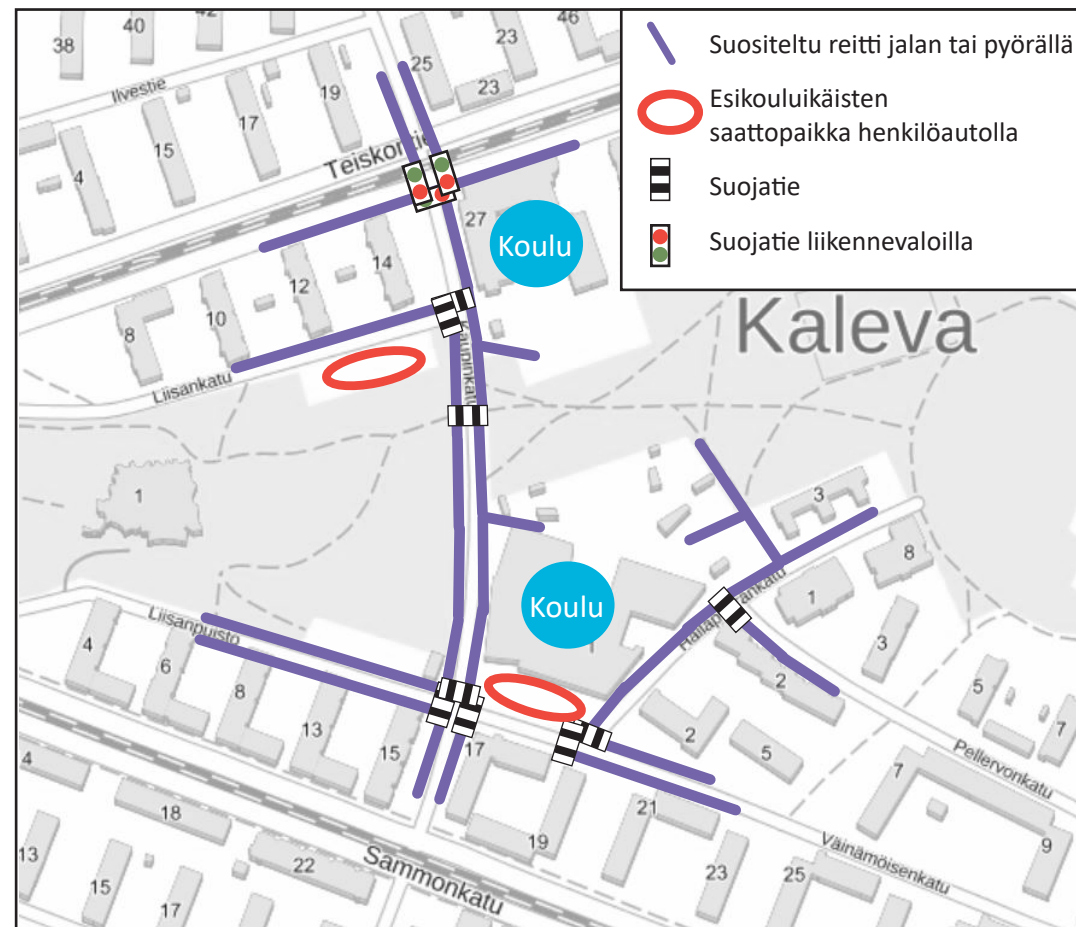 Suositeltu reitti jalan tai pyörällä
Esikouluikäisten
saattopaikka henkilöautolla
Suojatie
Suojatie liikennevaloilla
38
40
42
25
23
46
23
Ilvestie
19
17
15
4
Teiskontie
27
Koulu
14
12
10
8
Kaleva
Liisankatu
Kaupinkatu
1
3
8
1
Koulu
3
Liisanpuisto
4
6
8
13
15
17
2
2
5
5
7
Pellervonkatu
7
9
4
18
22
19
21
23
25
Väinämöisenkatu
Sammonkatu
13
15
17